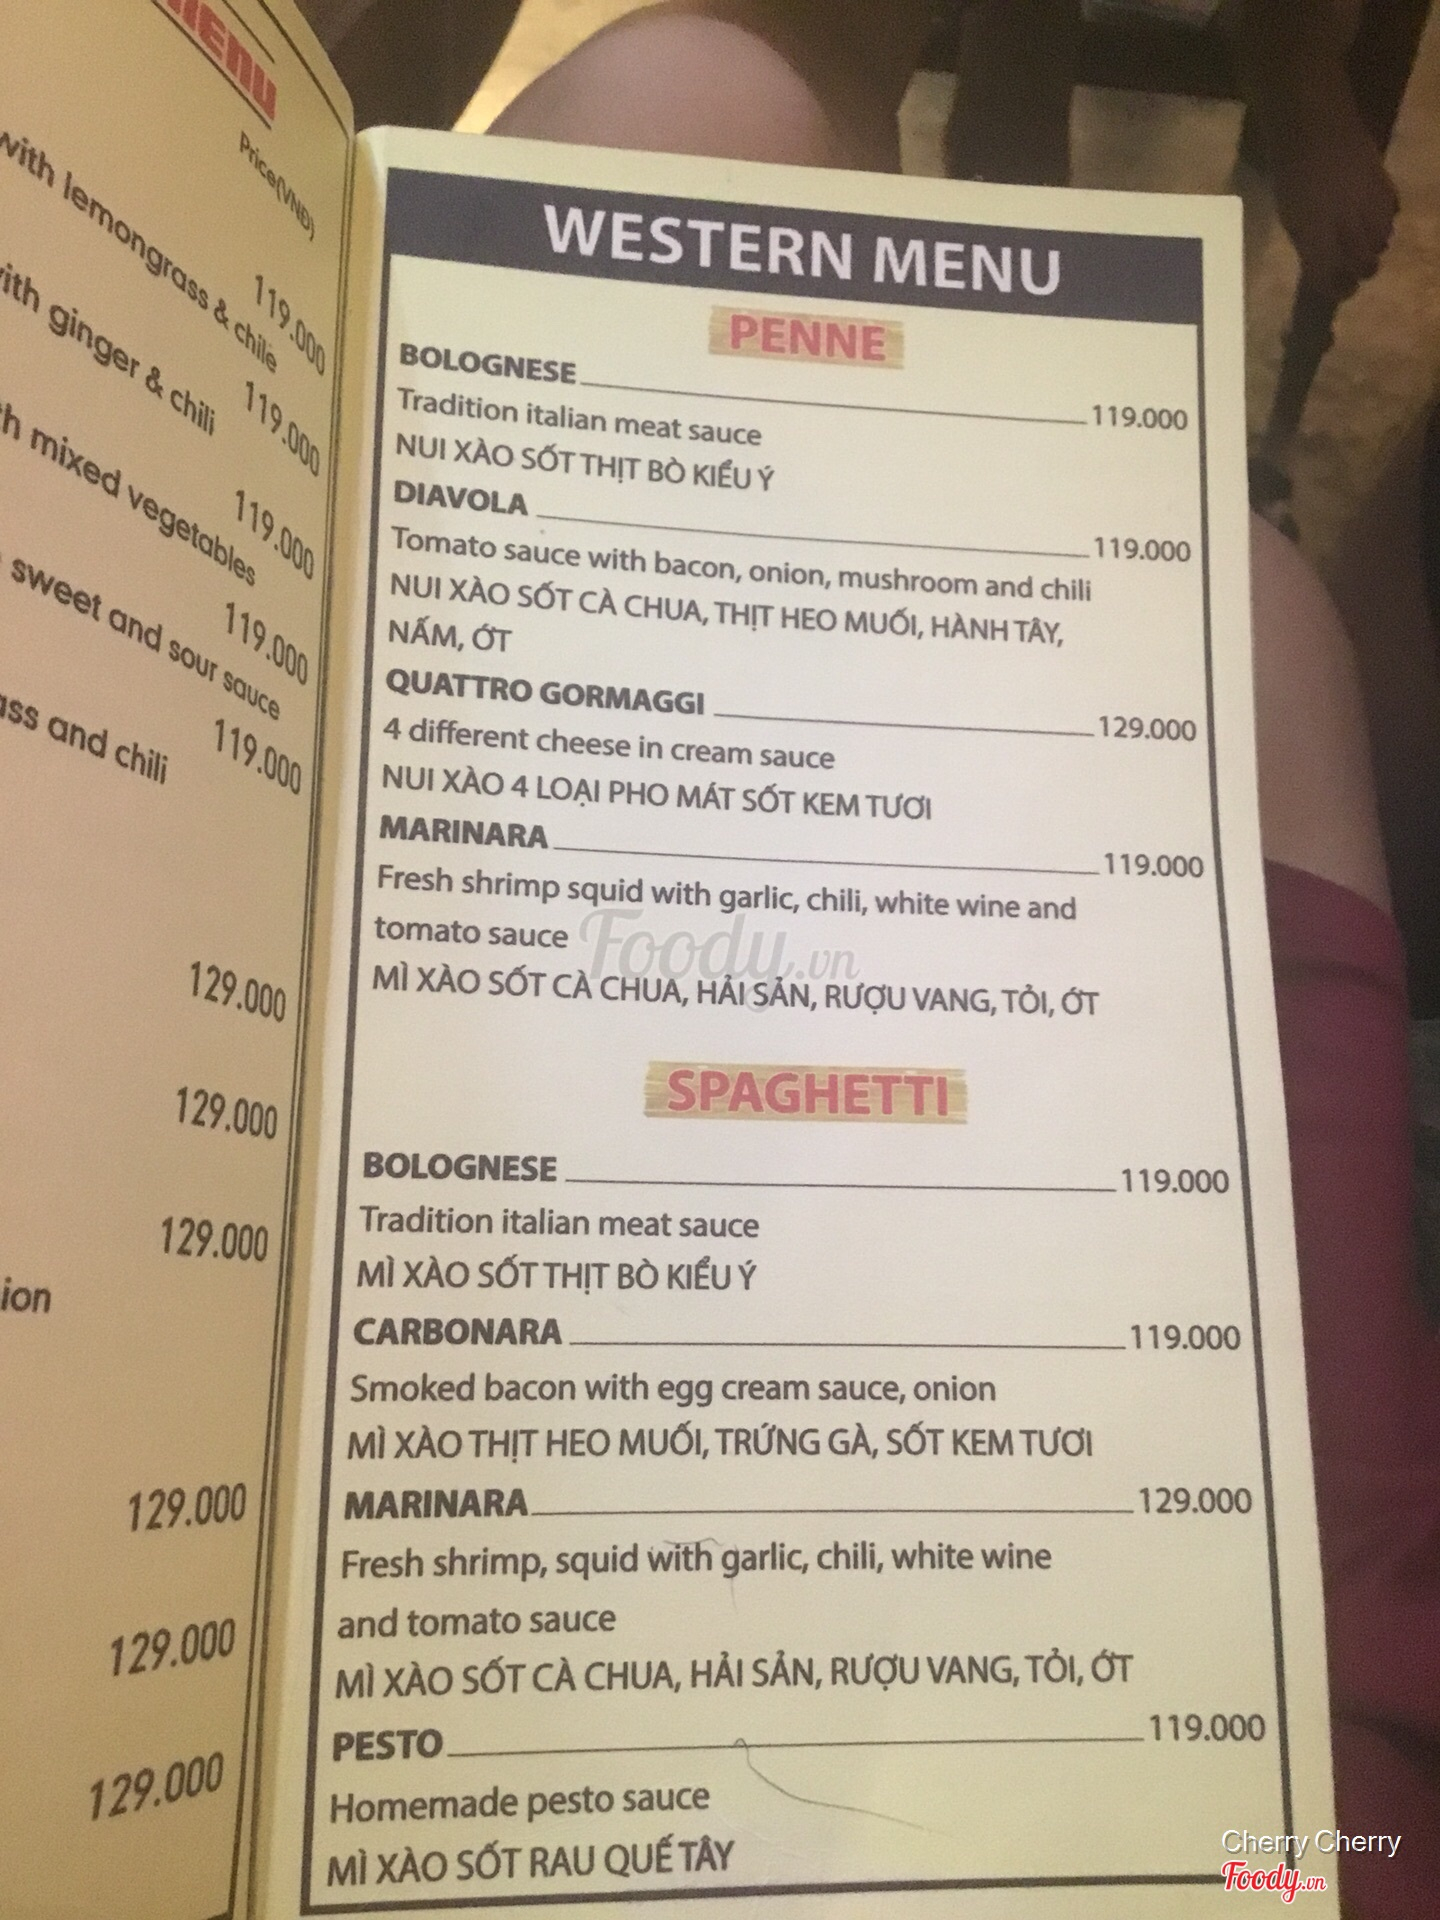 menu
Price(VNĐ)
119.000
with lemongrass & chile
119.000
with ginger & chili
119.000
mixed vegetables
119.000
sweet and sour sauce
119.000
and chili
129.000
129.000
129.000
129.000
129.000
129.000
WESTERN MENU
PENNE
BOLOGNESE 119.000
Tradition italian meat sauce
NUI XÀO SỐT THỊT BÒ KIỂU Ý
DIAVOLA 119.000
Tomato sauce with bacon, onion, mushroom and chili
NUI XÀO SỐT CÀ CHUA, THỊT HEO MUỐI, HÀNH TÂY,
NẤM, ỚT
QUATTRO GORMAGGI 129.000
4 different cheese in cream sauce
NUI XÀO 4 LOẠI PHO MÁT SỐT KEM TƯƠI
MARINARA 119.000
Fresh shrimp squid with garlic, chili, white wine and
tomato sauce
Foody.vn
MÌ XÀO SỐT CÀ CHUA, HẢI SẢN, RƯỢU VANG, TỎI, ỚT
SPAGHETTI
BOLOGNESE 119.000
Tradition italian meat sauce
MÌ XÀO SỐT THỊT BÒ KIỂU Ý
CARBONARA 119.000
Smoked bacon with egg cream sauce, onion
MÌ XÀO THỊT HEO MUỐI, TRỨNG GÀ, SỐT KEM TƯƠI
MARINARA 129.000
Fresh shrimp, squid with garlic, chili, white wine
and tomato sauce
MÌ XÀO SỐT CÀ CHUA, HẢI SẢN, RƯỢU VANG, TỎI, ỚT
PESTO 119.000
Homemade pesto sauce
MÌ XÀO SỐT RAU QUẾ TÂY
Cherry Cherry
Foody.vn